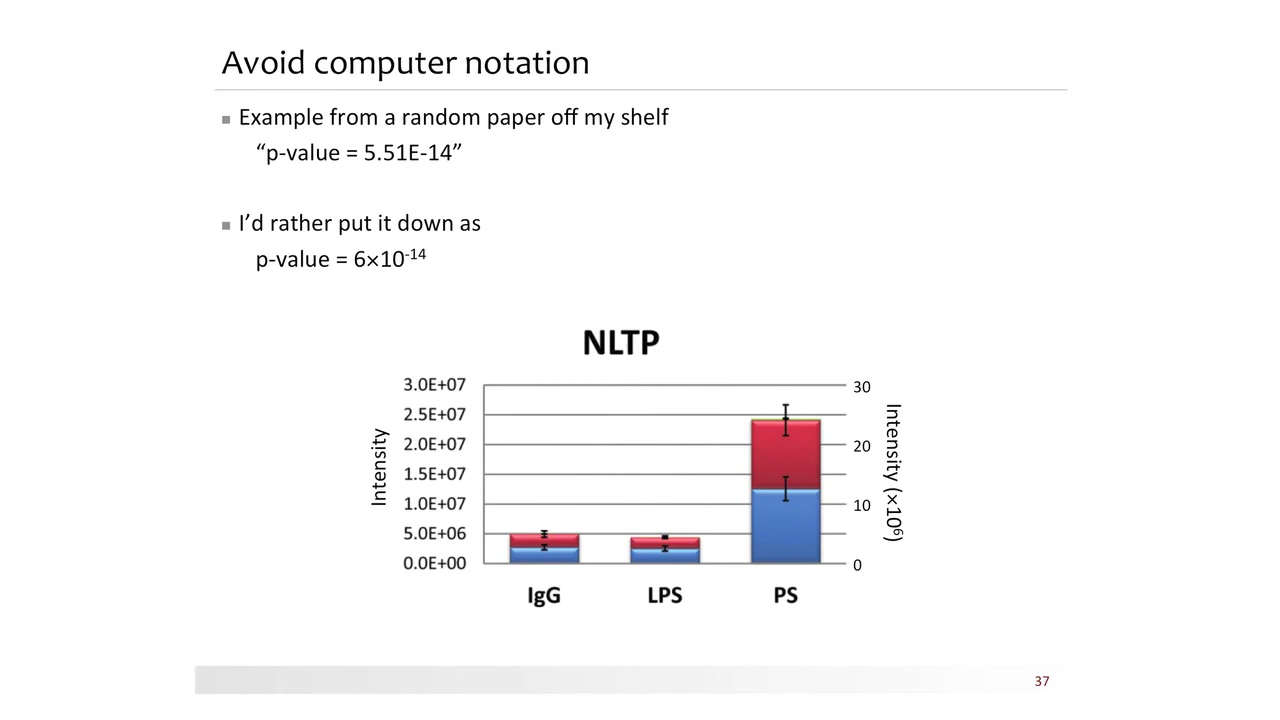 Avoid computer notation
Example from a random paper off my shelf
“p-value = 5.51E-14”
I’d rather put it down as
p-value = 6×10⁻¹⁴
NLTP
Intensity
3.0E+07
2.5E+07
2.0E+07
1.5E+07
1.0E+07
5.0E+06
0.0E+00
30
20
10
0
Intensity (×10⁶)
IgG
LPS
PS
37